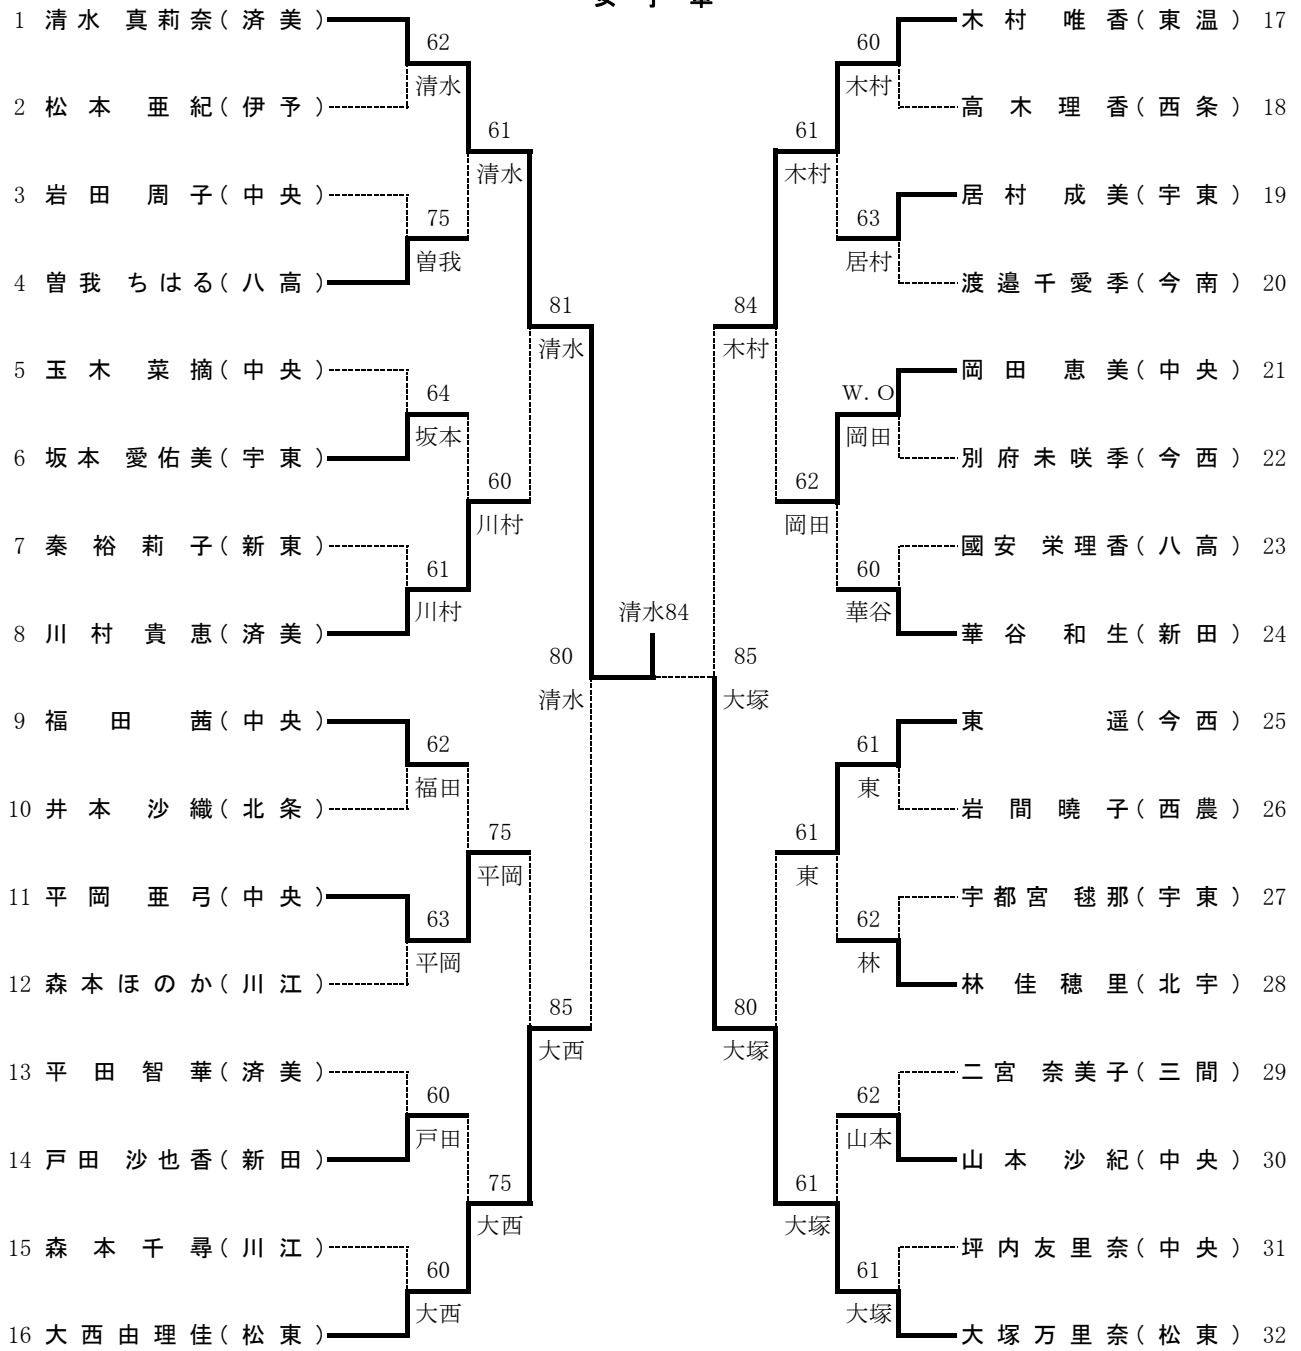 女子単
1 清水 真莉奈(済美) 木村 唯香(東温) 17
62 60
清水 木村
2 松本 亜紀(伊予) 高木理香(西条) 18
61 61
清水 木村
3 岩田 周子(中央) 居村 成美(宇東) 19
75 63
曽我 居村
4 曽我 ちはる(八高) 渡邉千愛季(今南) 20
81 84
清水 木村
5 玉木 菜摘(中央) 岡田 恵美(中央) 21
64 W.O
坂本 岡田
6 坂本 愛佑美(宇東) 別府未咲季(今西) 22
60 62
川村 岡田
7 秦 裕莉子(新東) 國安 栄理香(八高) 23
61 60
川村 清水84 華谷
8 川村 貴恵(済美) 華谷 和生(新田) 24
80 85
清水 大塚
9 福田 茜(中央) 東 遥(今西) 25
62 61
福田 東
10 井本 沙織(北条) 岩間暁子(西農) 26
75 61
平岡 東
11 平岡 亜弓(中央) 宇都宮 毬那(宇東) 27
63 62
平岡 林
12 森本ほのか(川江) 林 佳穂里(北宇) 28
85 80
大西 大塚
13 平田智華(済美) 二宮 奈美子(三間) 29
60 62
戸田 山本
14 戸田 沙也香(新田) 山本 沙紀(中央) 30
75 61
大西 大塚
15 森本千尋(川江) 坪内友里奈(中央) 31
60 61
大西 大塚
16 大西由理佳(松東) 大塚万里奈(松東) 32